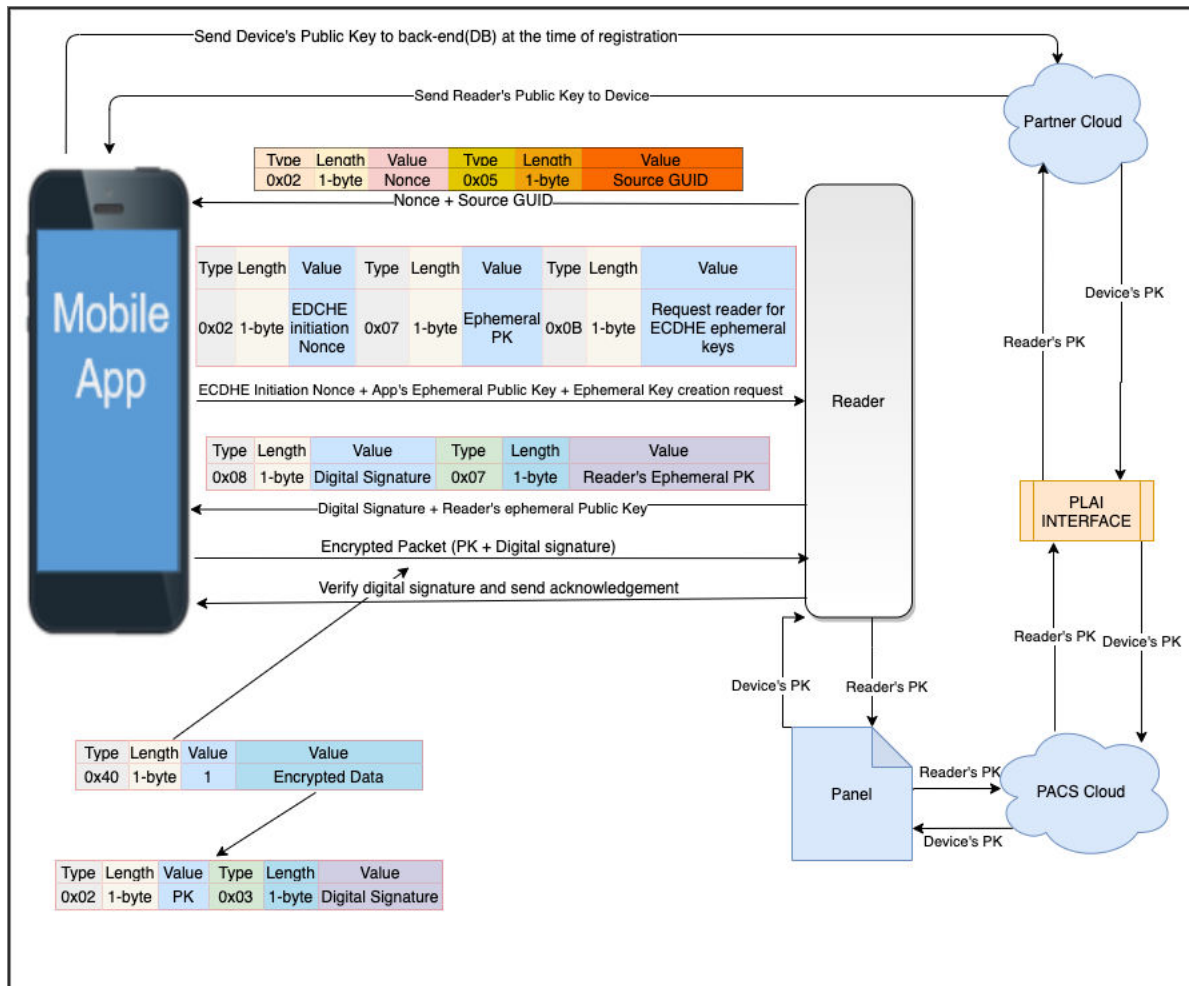 Send Device's Public Key to back-end(DB) at the time of registration
Send Reader's Public Key to Device
Partner Cloud
Type Length Value Type Length Value
0x02 1-byte Nonce 0x05 1-byte Source GUID
Nonce + Source GUID
Type Length Value Type Length Value Type Length Value
0x02 1-byte EDCHE initiation Nonce 0x07 1-byte Ephemeral PK 0x0B 1-byte Request reader for ECDHE ephemeral keys
ECDHE Initiation Nonce + App's Ephemeral Public Key + Ephemeral Key creation request
Mobile
App
Reader
Device's PK
Reader's PK
Type Length Value Type Length Value
0x08 1-byte Digital Signature 0x07 1-byte Reader's Ephemeral PK
Digital Signature + Reader's ephemeral Public Key
PLAI
INTERFACE
Encrypted Packet (PK + Digital signature)
Verify digital signature and send acknowledgement
Reader's PK
Device's PK
Device's PK
Reader's PK
Type Length Value Value
0x40 1-byte 1 Encrypted Data
Panel
Reader's PK
PACS Cloud
Device's PK
Type Length Value Type Length Value
0x02 1-byte PK 0x03 1-byte Digital Signature